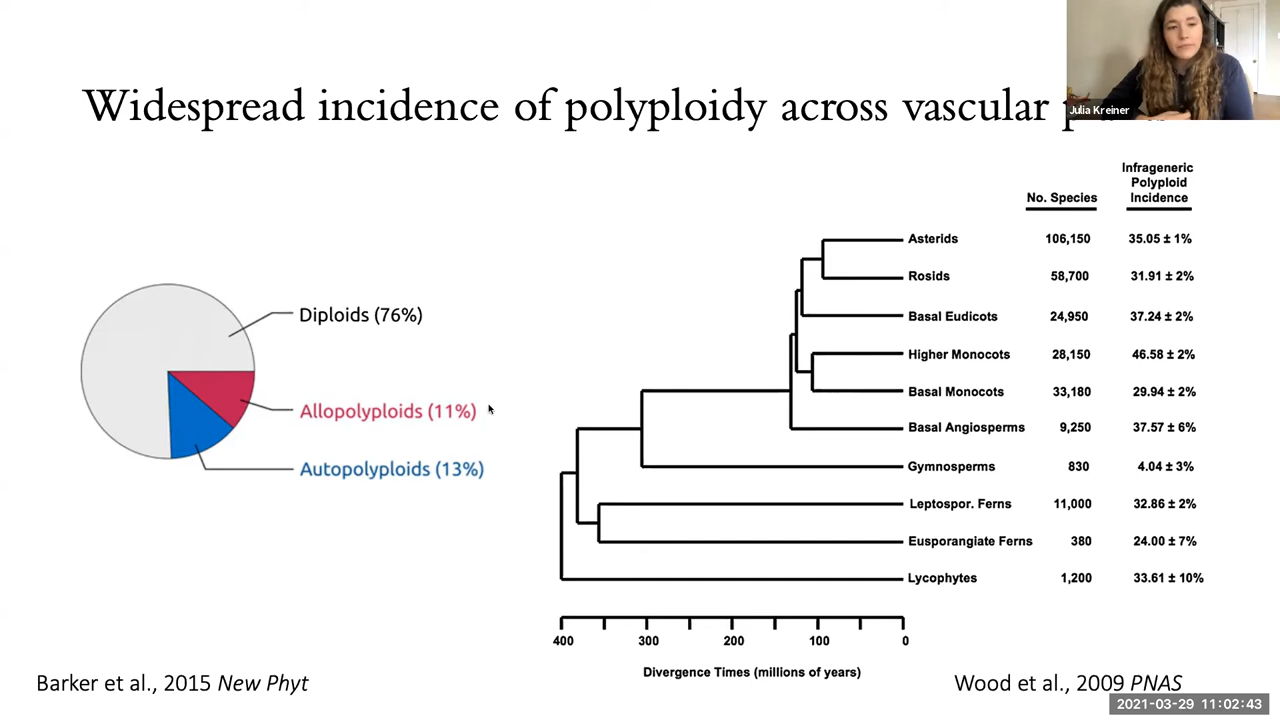 Widespread incidence of polyploidy across vascular
Julia Kreiner
Diploids (76%)
Allopolyploids (11%)
Autopolyploids (13%)
No. Species
Infrageneric
Polyploid
Incidence
Asterids 106,150 35.05 ± 1%
Rosids 58,700 31.91 ± 2%
Basal Eudicots 24,950 37.24 ± 2%
Higher Monocots 28,150 46.58 ± 2%
Basal Monocots 33,180 29.94 ± 2%
Basal Angiosperms 9,250 37.57 ± 6%
Gymnosperms 830 4.04 ± 3%
Leptospor. Ferns 11,000 32.86 ± 2%
Eusporangiate Ferns 380 24.00 ± 7%
Lycophytes 1,200 33.61 ± 10%
400 300 200 100 0
Divergence Times (millions of years)
Barker et al., 2015 New Phyt
Wood et al., 2009 PNAS
2021-03-29 11:02:43